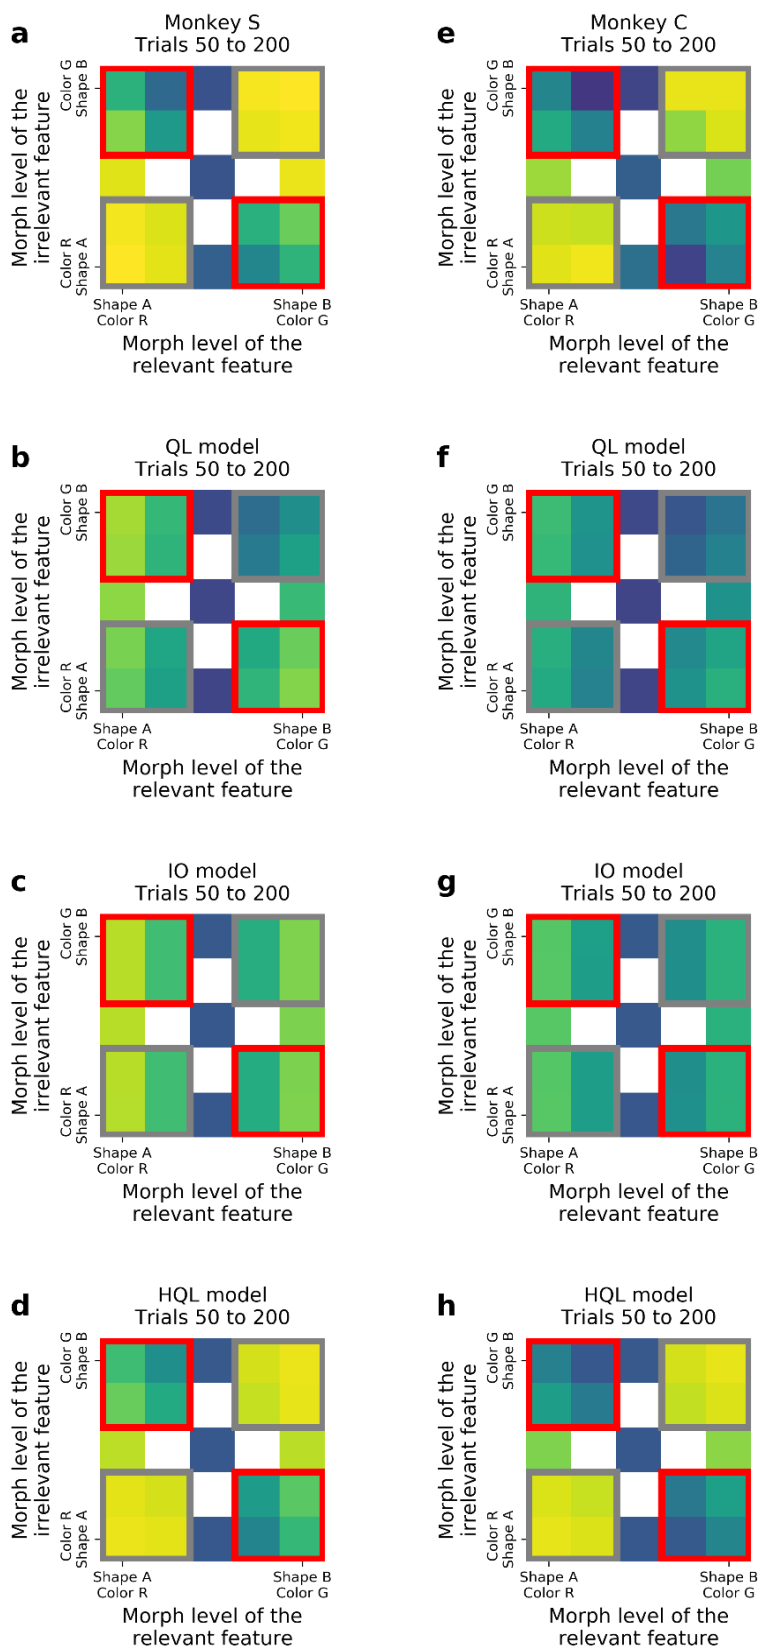 a
Monkey S
Trials 50 to 200
Morph level of the
irrelevant feature
Color G
Shape B
Color R
Shape A
Shape A
Color R
Shape B
Color G
Morph level of the
relevant feature
e
Monkey C
Trials 50 to 200
Morph level of the
irrelevant feature
Color G
Shape B
Color R
Shape A
Shape A
Color R
Shape B
Color G
Morph level of the
relevant feature
b
QL model
Trials 50 to 200
Morph level of the
irrelevant feature
Color G
Shape B
Color R
Shape A
Shape A
Color R
Shape B
Color G
Morph level of the
relevant feature
f
QL model
Trials 50 to 200
Morph level of the
irrelevant feature
Color G
Shape B
Color R
Shape A
Shape A
Color R
Shape B
Color G
Morph level of the
relevant feature
c
IO model
Trials 50 to 200
Morph level of the
irrelevant feature
Color G
Shape B
Color R
Shape A
Shape A
Color R
Shape B
Color G
Morph level of the
relevant feature
g
IO model
Trials 50 to 200
Morph level of the
irrelevant feature
Color G
Shape B
Color R
Shape A
Shape A
Color R
Shape B
Color G
Morph level of the
relevant feature
d
HQL model
Trials 50 to 200
Morph level of the
irrelevant feature
Color G
Shape B
Color R
Shape A
Shape A
Color R
Shape B
Color G
Morph level of the
relevant feature
h
HQL model
Trials 50 to 200
Morph level of the
irrelevant feature
Color G
Shape B
Color R
Shape A
Shape A
Color R
Shape B
Color G
Morph level of the
relevant feature